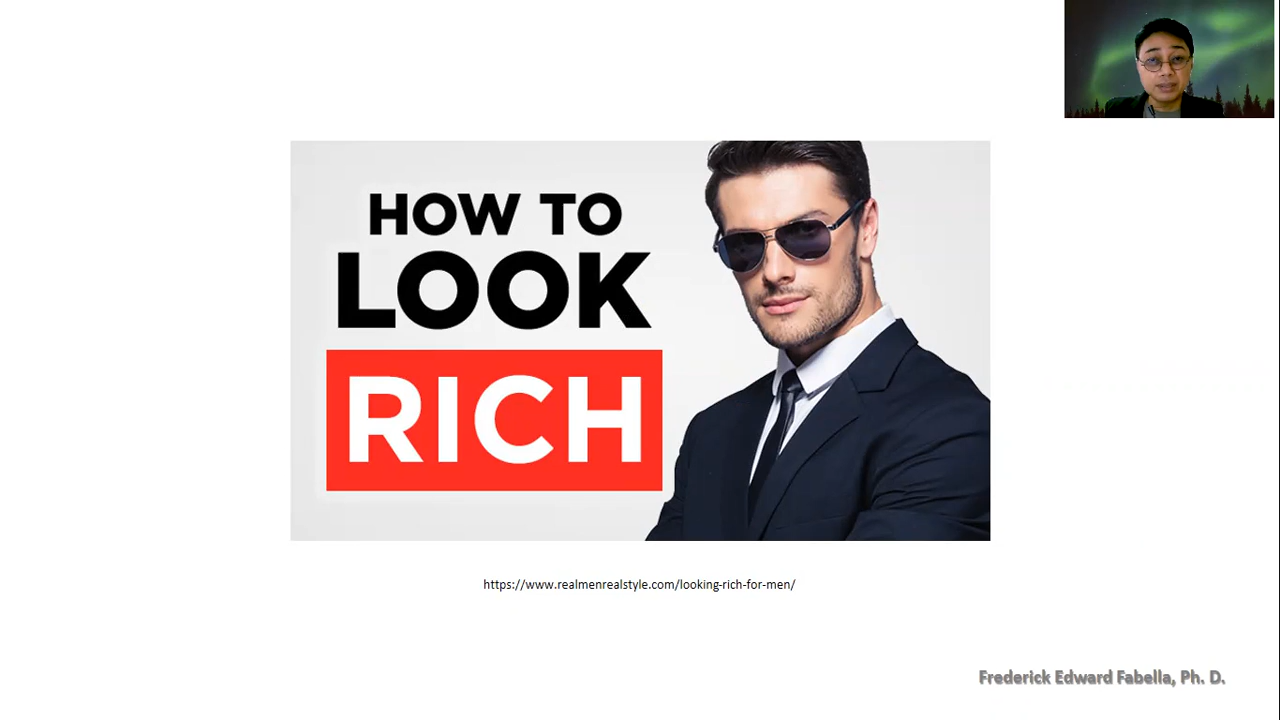 HOW TO
LOOK
RICH
https://www.realmenrealstyle.com/looking-rich-for-men/
Frederick Edward Fabella, Ph. D.